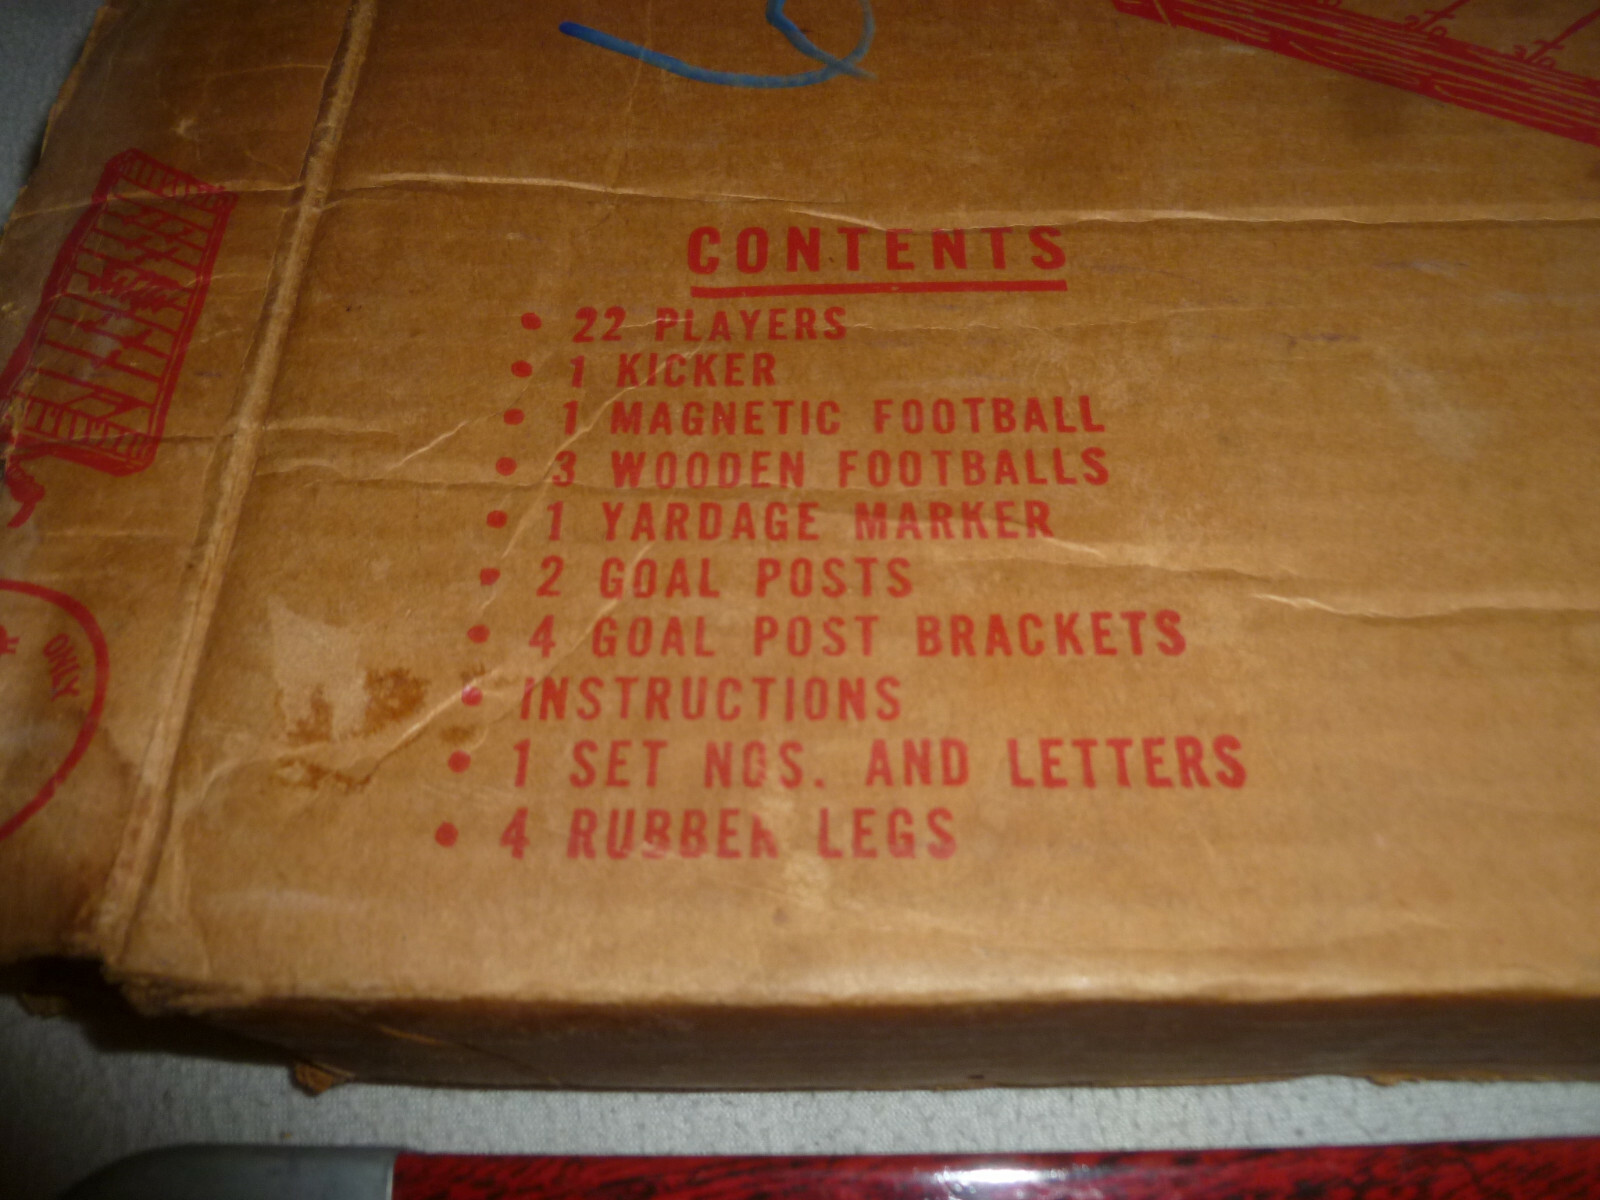 CONTENTS
• 22 PLAYERS
• 1 KICKER
• 1 MAGNETIC FOOTBALL
• 3 WOODEN FOOTBALLS
• 1 YARDAGE MARKER
• 2 GOAL POSTS
• 4 GOAL POST BRACKETS
• INSTRUCTIONS
• 1 SET NOS. AND LETTERS
• 4 RUBBER LEGS
ONLY